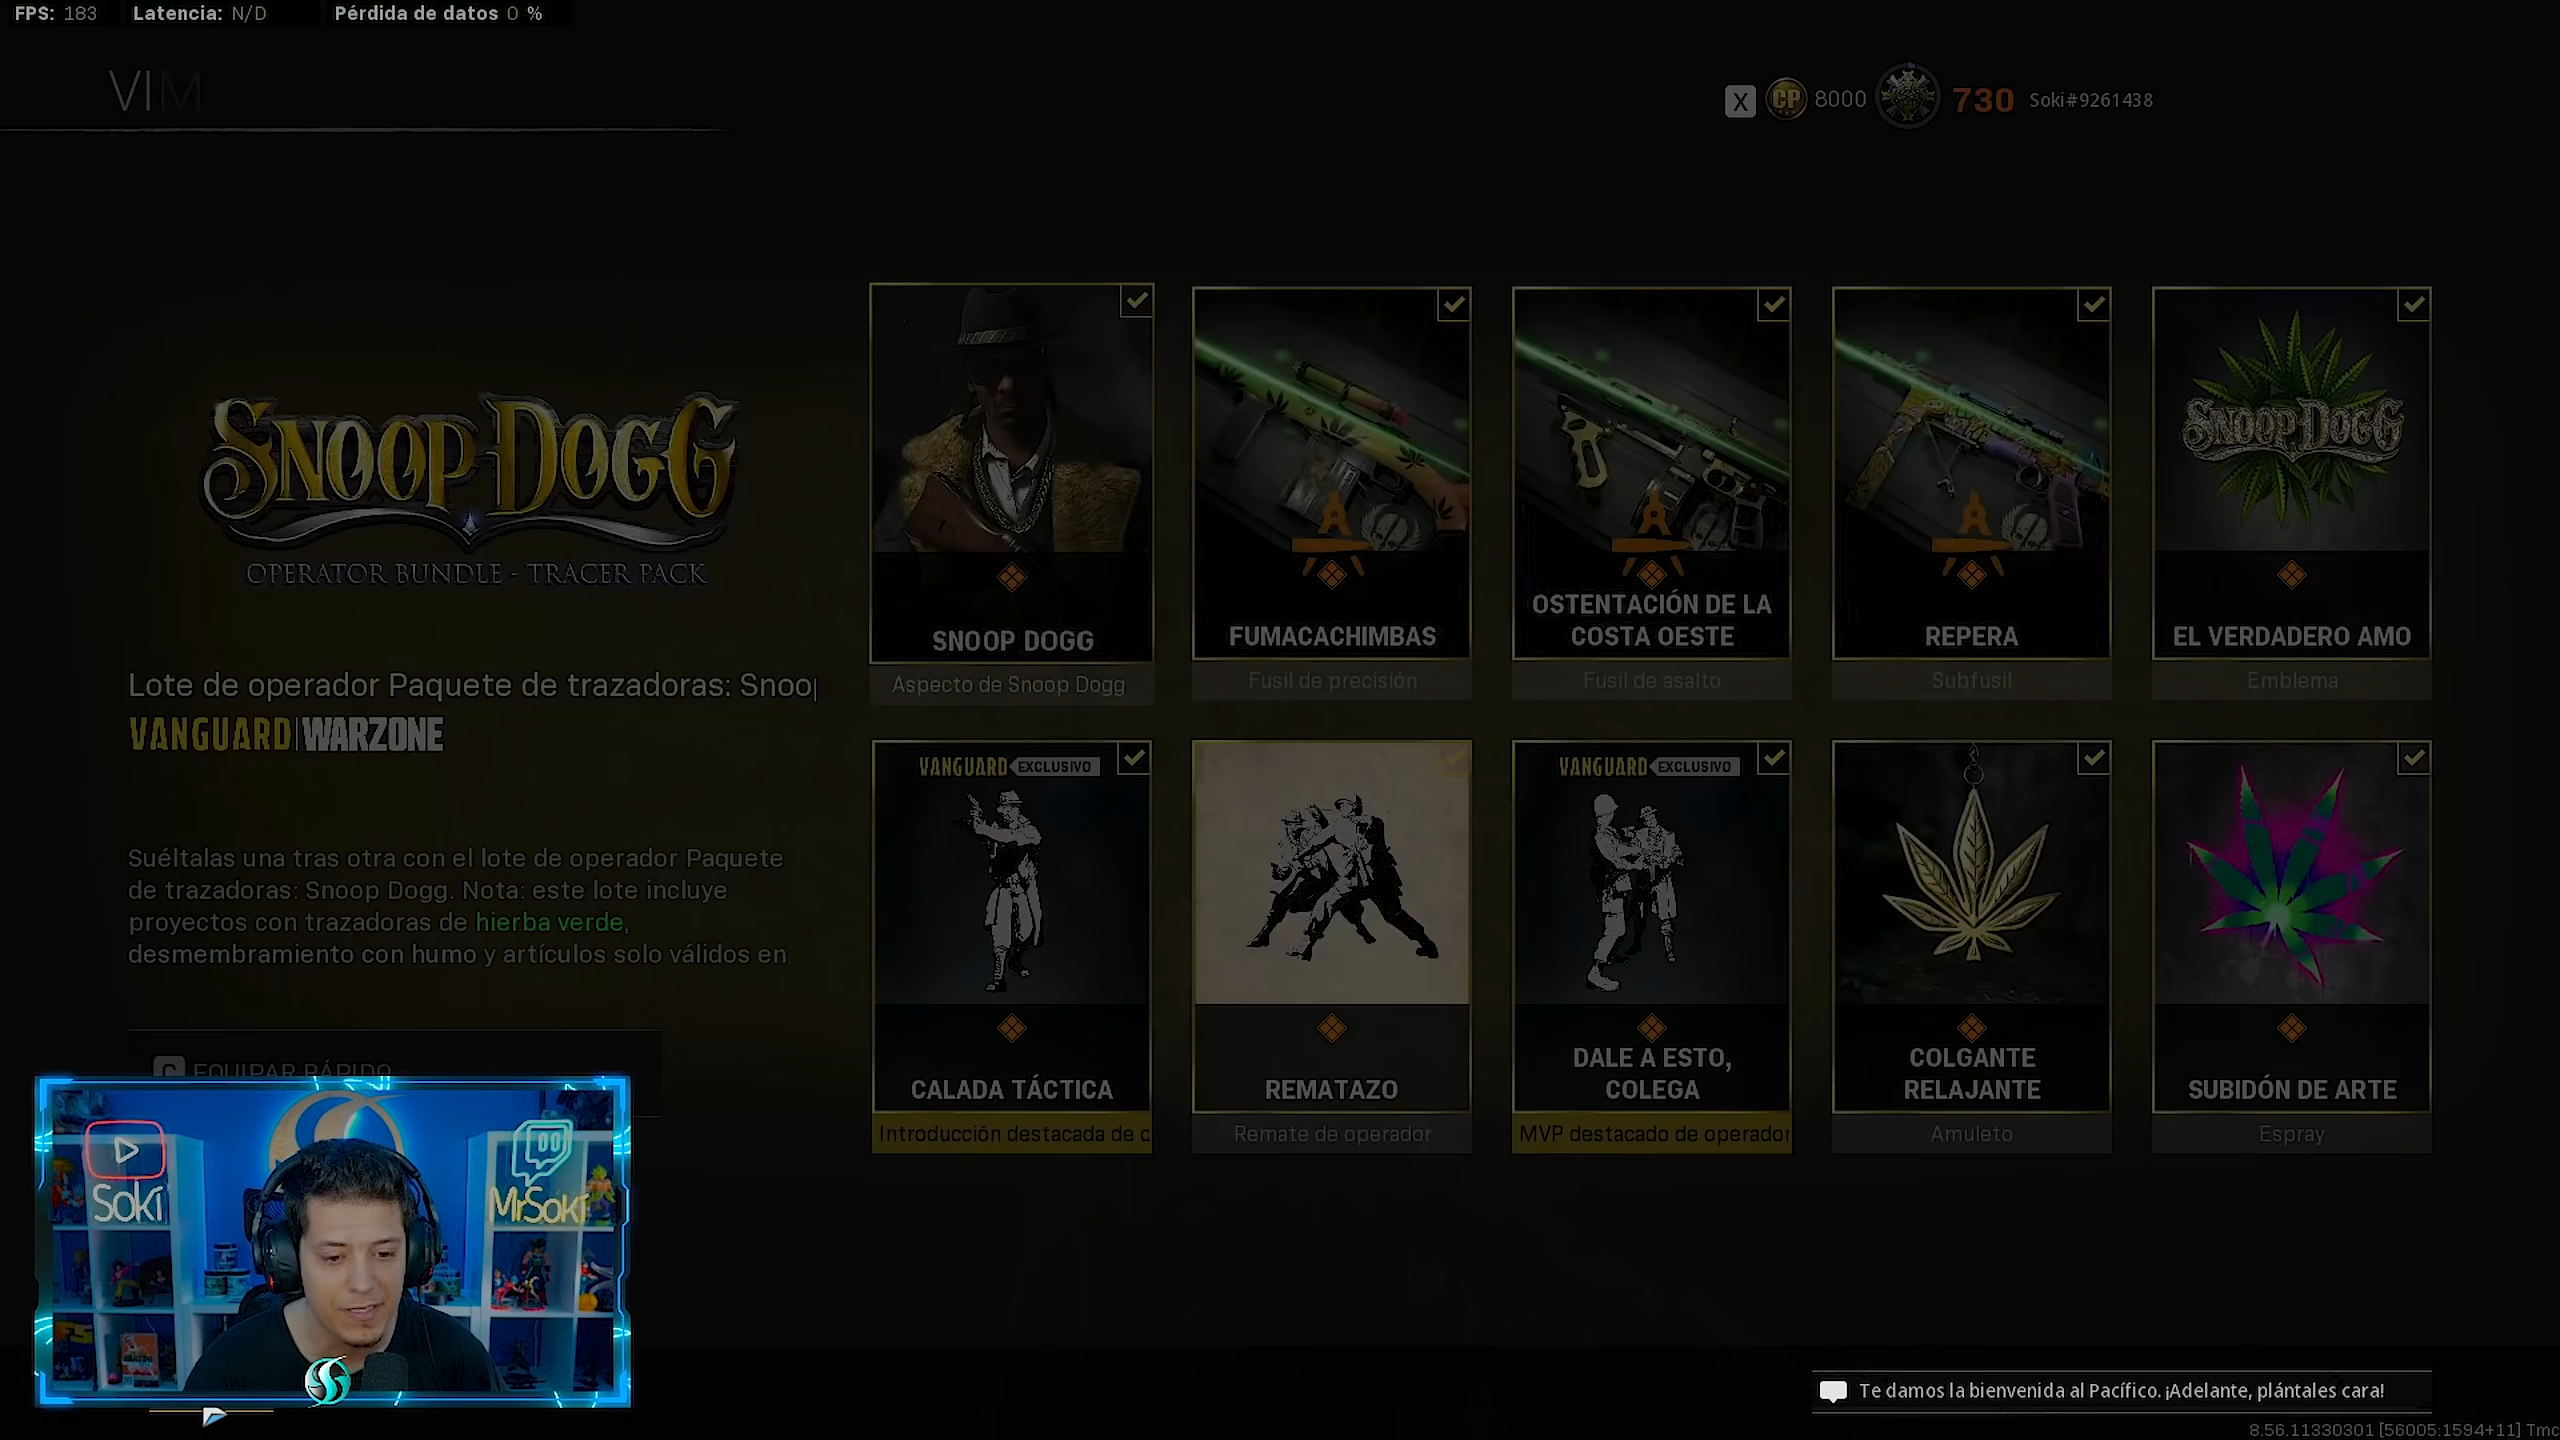 FPS: 183 Latencia: N/D Pérdida de datos 0 %
VIM
X CP 8000 730 Soki#9261438
SNOOP DOGG
OPERATOR BUNDLE - TRACER PACK
Lote de operador Paquete de trazadoras: Snoop
VANGUARD|WARZONE
Suéltalas una tras otra con el lote de operador Paquete
de trazadoras: Snoop Dogg. Nota: este lote incluye
proyectos con trazadoras de hierba verde,
desmembramiento con humo y artículos solo válidos en
C EQUIPAR RÁPIDO
SNOOP DOGG
Aspecto de Snoop Dogg
FUMACACHIMBAS
Fusil de precisión
OSTENTACIÓN DE LA
COSTA OESTE
Fusil de asalto
REPERA
Subfusil
SNOOP DOGG
EL VERDADERO AMO
Emblema
VANGUARD EXCLUSIVO
CALADA TÁCTICA
Introducción destacada de o
REMATAZO
Remate de operador
VANGUARD EXCLUSIVO
DALE A ESTO,
COLEGA
MVP destacado de operador
COLGANTE
RELAJANTE
Amuleto
SUBIDÓN DE ARTE
Espray
Soki
MrSoki
Te damos la bienvenida al Pacífico. ¡Adelante, plántales cara!
8.56.11330301 [56005:1594+11] Tmc